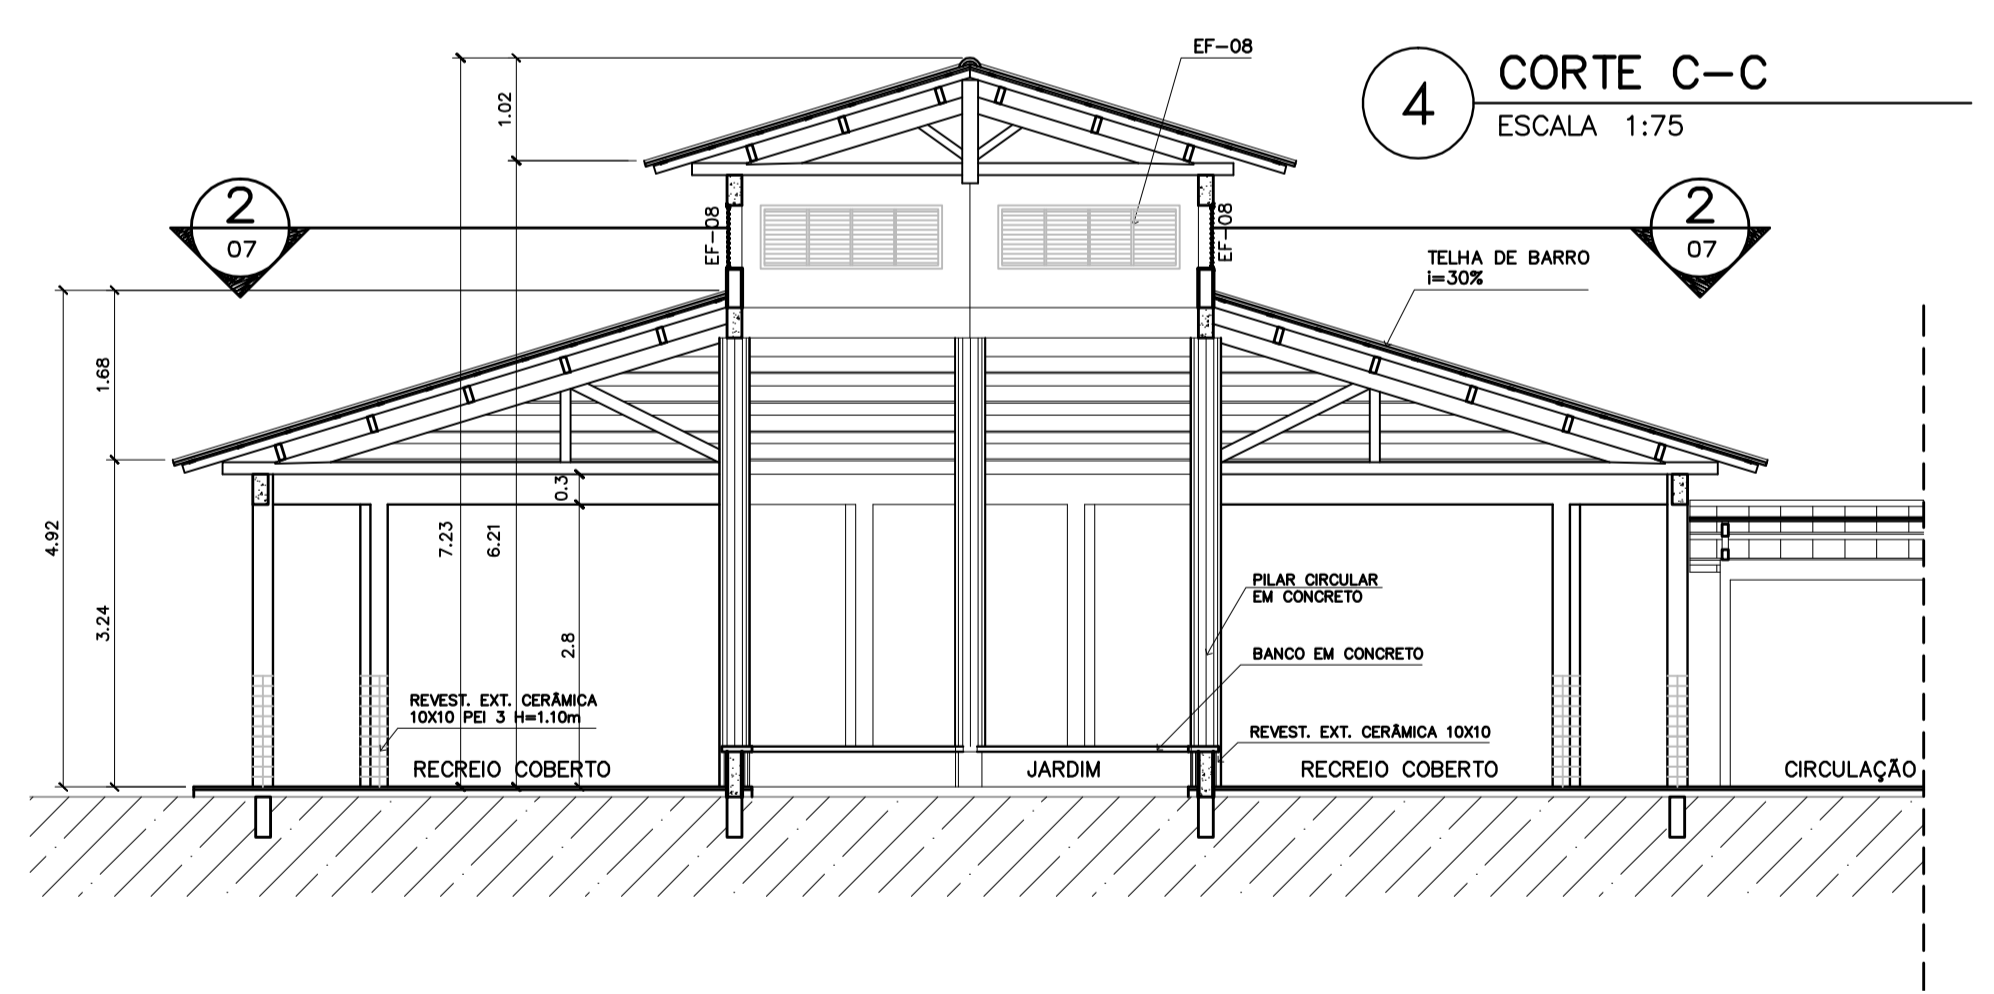 EF-08
4
CORTE C-C
ESCALA 1:75
1.02
2
07
EF-08
EF-08
2
07
TELHA DE BARRO
i=30%
1.68
0.3
4.92
7.23
6.21
3.24
2.8
PILAR CIRCULAR
EM CONCRETO
BANCO EM CONCRETO
REVEST. EXT. CERÂMICA
10X10 PEI 3 H=1.10m
REVEST. EXT. CERÂMICA 10X10
RECREIO COBERTO
JARDIM
RECREIO COBERTO
CIRCULAÇÃO